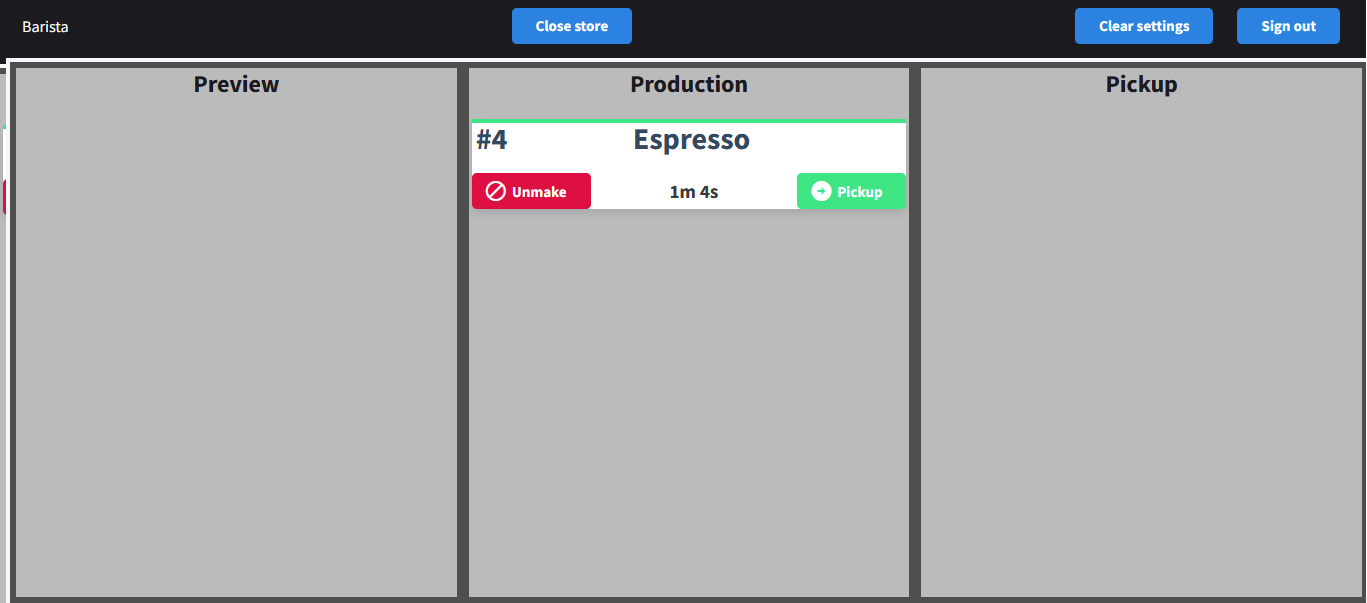 Barista
Close store
Clear settings
Sign out
Preview
Production
Pickup
#4 Espresso
Unmake
1m 4s
Pickup